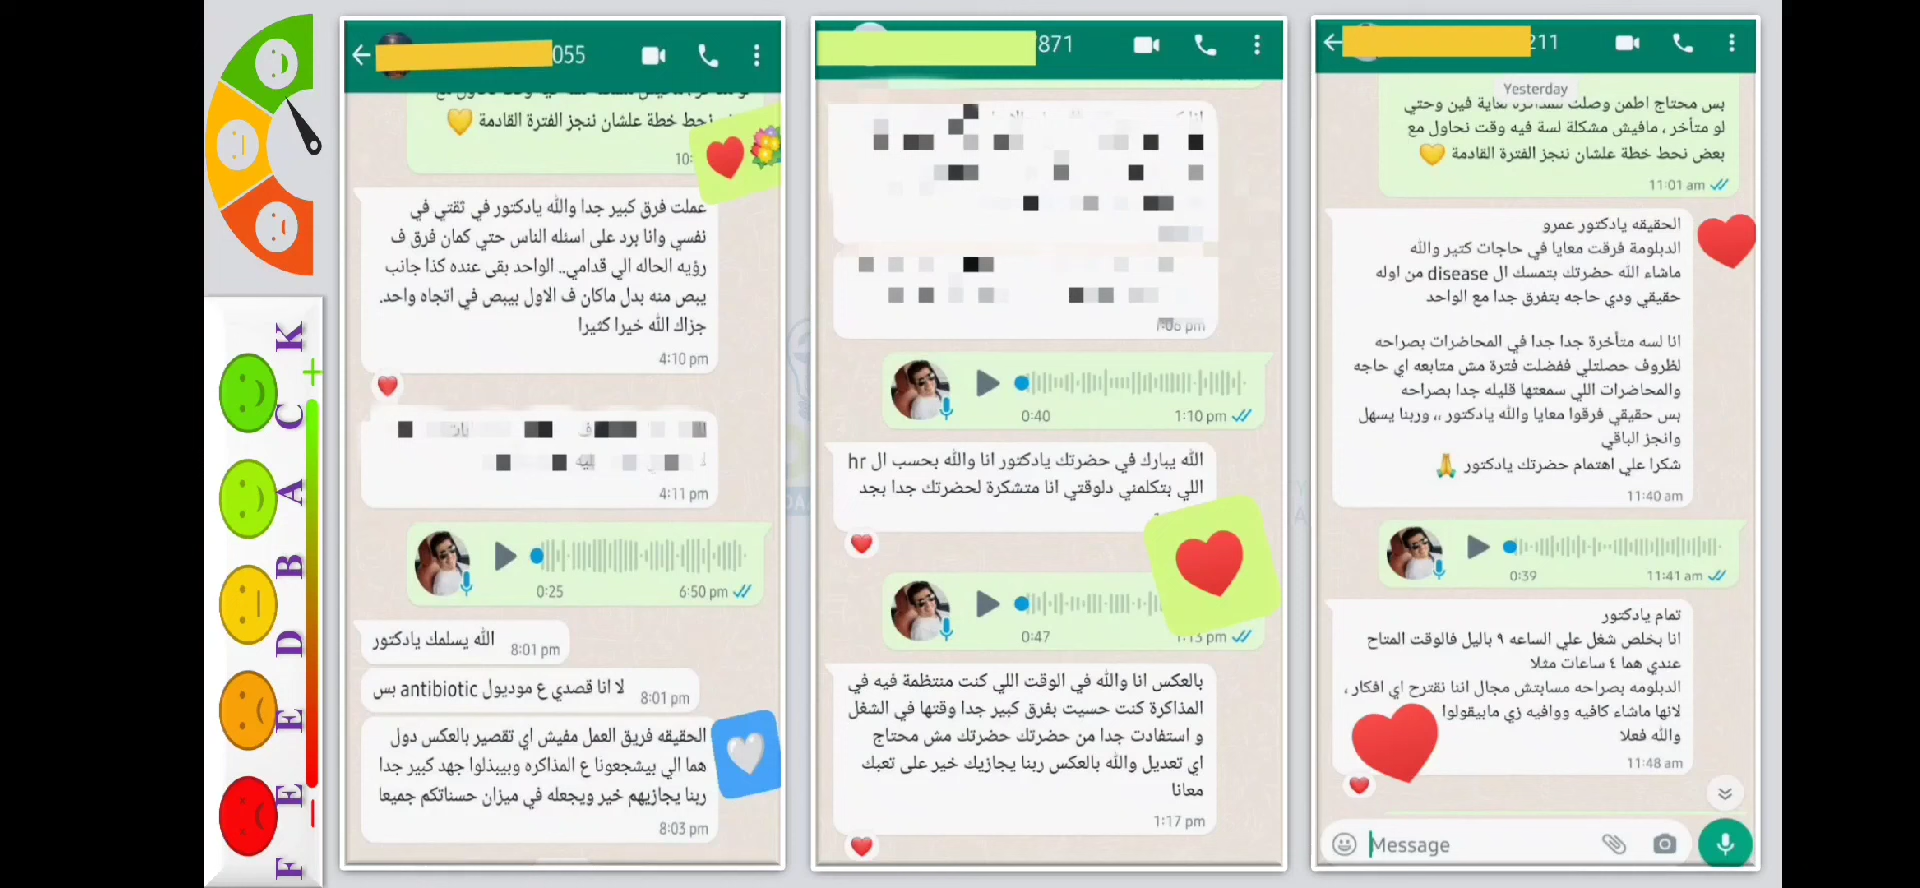 FEEDBACK
+
055
نحط خطة علشان ننجز الفترة القادمة 💛
10:
عملت فرق كبير جدا والله يادكتور في ثقتي في
نفسي وانا برد على اسئله الناس حتي كمان فرق ف
رؤيه الحاله الي قدامي.. الواحد بقى عنده كذا جانب
يبص منه بدل ماكان ف الاول بيبص في اتجاه واحد.
جزاك الله خيرا كثيرا
4:10 pm
4:11 pm
0:25
6:50 pm
الله يسلمك يادكتور
8:01 pm
لا انا قصدي ع موديول antibiotic بس
8:01 pm
الحقيقه فريق العمل مفيش اي تقصير بالعكس دول
هما الي بيشجعونا ع المذاكره وبيبذلوا جهد كبير جدا
ربنا يجازيهم خير ويجعله في ميزان حسناتكم جميعا
8:03 pm
871
1:08 pm
0:40
1:10 pm
الله يبارك في حضرتك يادكتور انا والله بحسب ال hr
اللي بتكلمني دلوقتي انا متشكرة لحضرتك جدا بجد
0:47
1:13 pm
بالعكس انا والله في الوقت اللي كنت منتظمة فيه في
المذاكرة كنت حسيت بفرق كبير جدا وقتها في الشغل
و استفادت جدا من حضرتك حضرتك مش محتاج
اي تعديل والله بالعكس ربنا يجازيك خير على تعبك
معانا
1:17 pm
211
Yesterday
بس محتاج اطمن وصلت لغاية فين وحتي
لو متأخر ، مافيش مشكلة لسة فيه وقت نحاول مع
بعض نحط خطة علشان ننجز الفترة القادمة 💛
11:01 am
الحقيقه يادكتور عمرو
الدبلومة فرقت معايا في حاجات كتير والله
ماشاء الله حضرتك بتمسك ال disease من اوله
حقيقي ودي حاجه بتفرق جدا مع الواحد
انا لسه متأخرة جدا جدا في المحاضرات بصراحه
لظروف حصلتلي ففضلت فترة مش متابعه اي حاجه
والمحاضرات اللي سمعتها قليله جدا بصراحه
بس حقيقي فرقوا معايا والله يادكتور ،، وربنا يسهل
وانجز الباقي
شكرا علي اهتمام حضرتك يادكتور 🙏
11:40 am
0:39
11:41 am
تمام يادكتور
انا بخلص شغل علي الساعه ٩ باليل فالوقت المتاح
عندي هما ٤ ساعات مثلا
الدبلومه بصراحه مسابتش مجال اننا نقترح اي افكار ،
لانها ماشاء كافيه ووافيه زي مابيقولوا
والله فعلا
11:48 am
Message